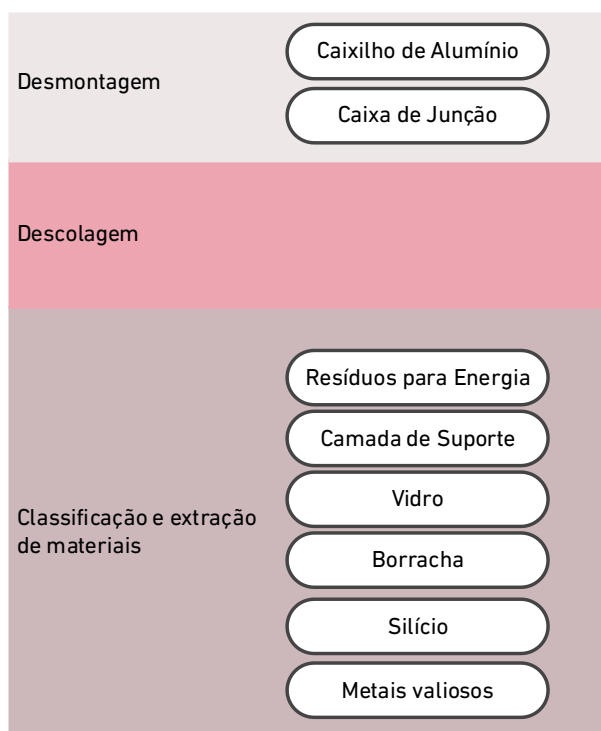 Desmontagem
Caixilho de Alumínio
Caixa de Junção
Descolagem
Classificação e extração
de materiais
Resíduos para Energia
Camada de Suporte
Vidro
Borracha
Silício
Metais valiosos